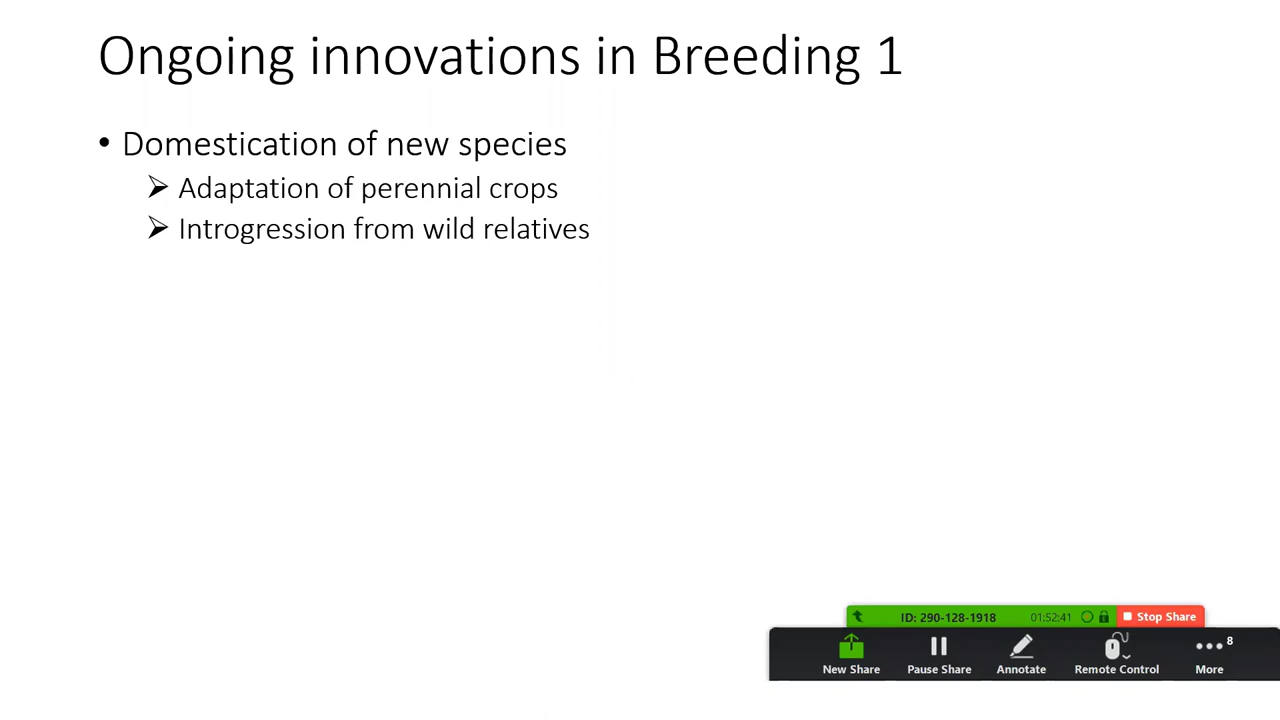 Ongoing innovations in Breeding 1
• Domestication of new species
➢ Adaptation of perennial crops
➢ Introgression from wild relatives
ID: 290-128-1918 01:52:41 Stop Share
8
New Share Pause Share Annotate Remote Control More